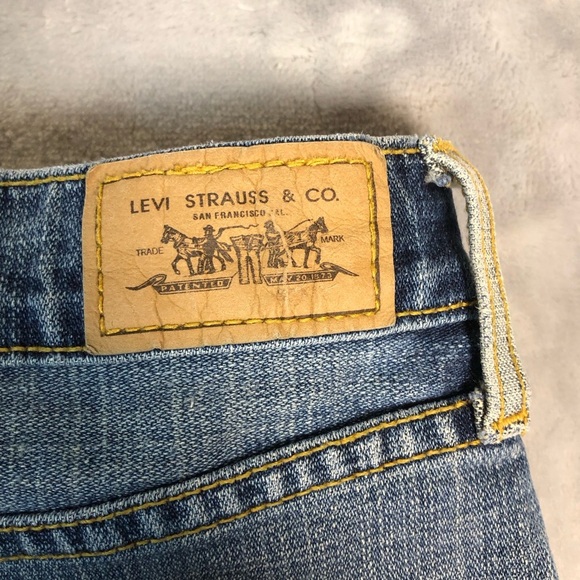 LEVI STRAUSS & CO.
SAN FRANCISCO CAL.
TRADE MARK
PATENTED MAY 20 1873